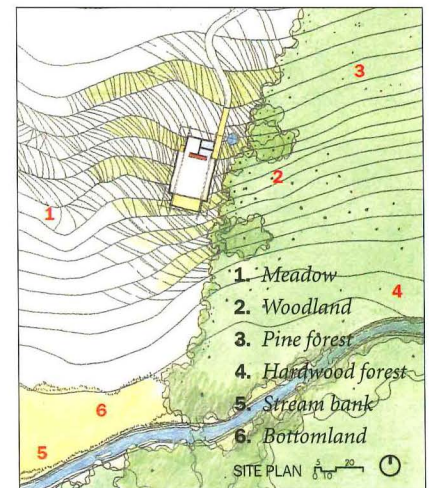 3
2
1
4
6
5
1. Meadow
2. Woodland
3. Pine forest
4. Hardwood forest
5. Stream bank
6. Bottomland
SITE PLAN 0 5 10 20